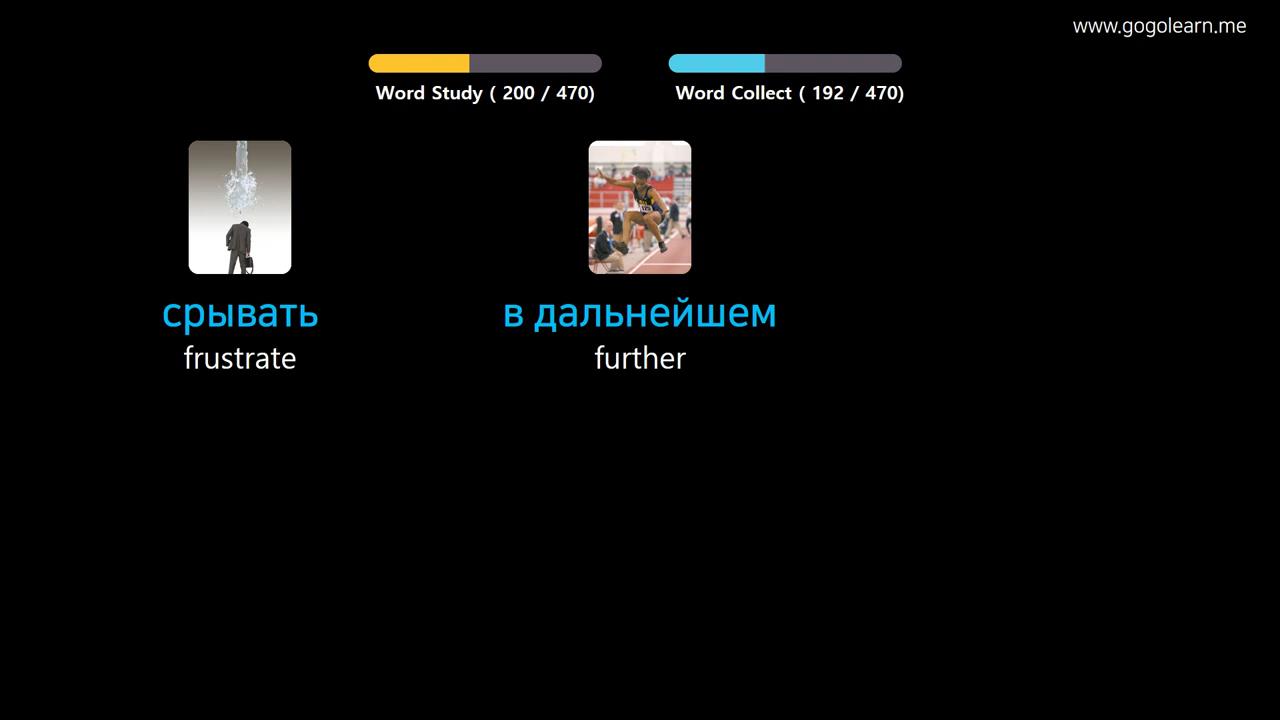 www.gogolearn.me
Word Study ( 200 / 470)
Word Collect ( 192 / 470)
срывать
frustrate
в дальнейшем
further